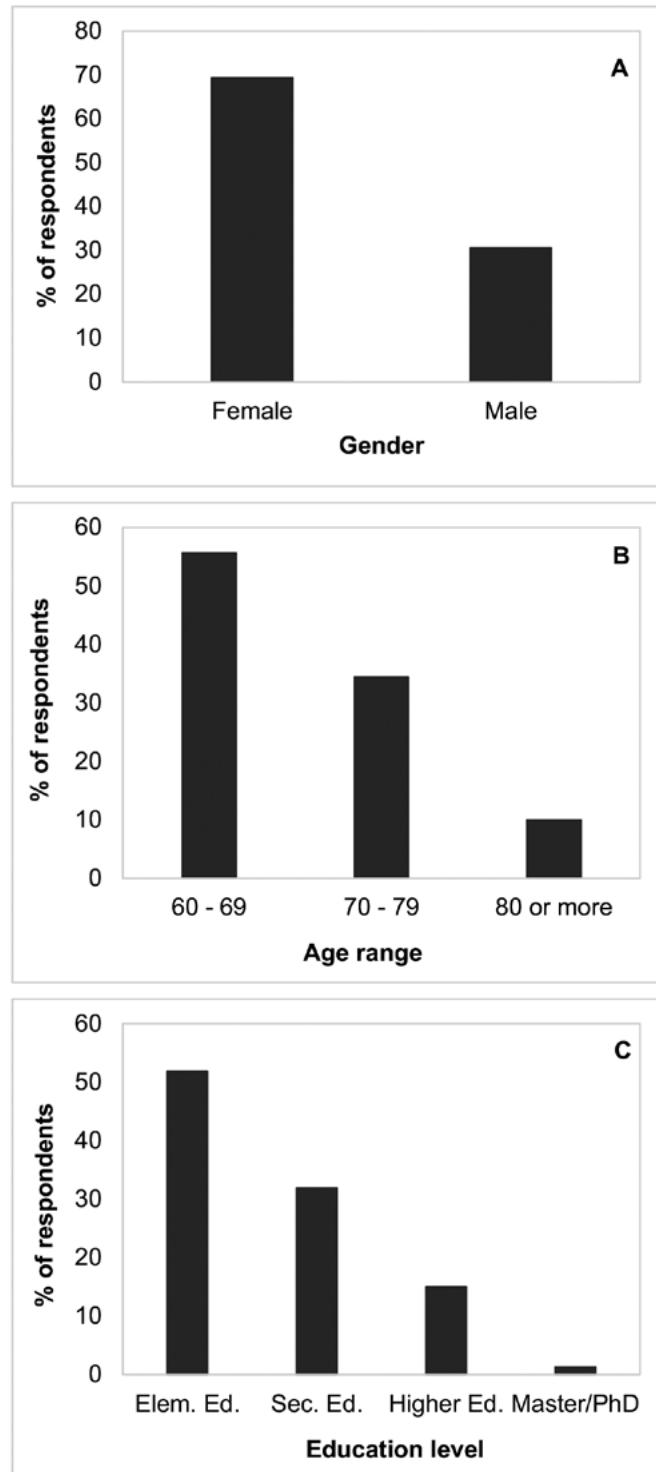 A
% of respondents
80
70
60
50
40
30
20
10
0
Female Male
Gender
B
% of respondents
60
50
40
30
20
10
0
60 - 69 70 - 79 80 or more
Age range
C
% of respondents
60
50
40
30
20
10
0
Elem. Ed. Sec. Ed. Higher Ed. Master/PhD
Education level